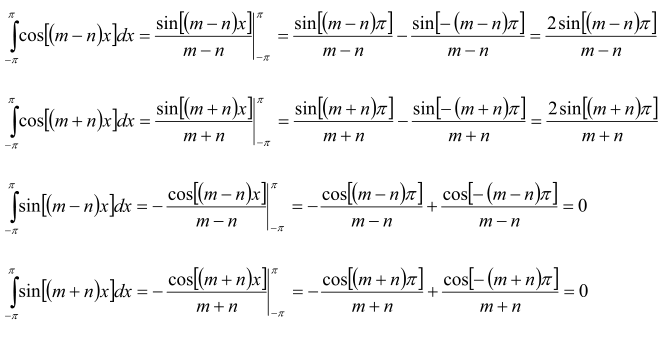 ∫_{-π}^{π} cos[(m − n)x]dx = sin[(m − n)x]/(m − n) |_{-π}^{π} = sin[(m − n)π]/(m − n) − sin[−(m − n)π]/(m − n) = 2sin[(m − n)π]/(m − n)
∫_{-π}^{π} cos[(m + n)x]dx = sin[(m + n)x]/(m + n) |_{-π}^{π} = sin[(m + n)π]/(m + n) − sin[−(m + n)π]/(m + n) = 2sin[(m + n)π]/(m + n)
∫_{-π}^{π} sin[(m − n)x]dx = − cos[(m − n)x]/(m − n) |_{-π}^{π} = − cos[(m − n)π]/(m − n) + cos[−(m − n)π]/(m − n) = 0
∫_{-π}^{π} sin[(m + n)x]dx = − cos[(m + n)x]/(m + n) |_{-π}^{π} = − cos[(m + n)π]/(m + n) + cos[−(m + n)π]/(m + n) = 0